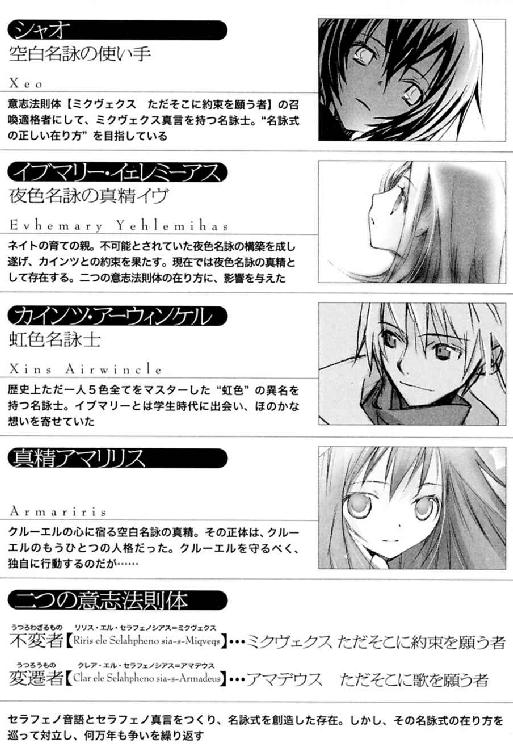 シャオ
空白名詠の使い手
Xeo
意志法則体【ミクヴェクス　ただそこに約束を願う者】の召
喚適格者にして、ミクヴェクス真言を持つ名詠士。“名詠式
の正しい在り方”を目指している
イブマリー・イェレミーアス
夜色名詠の真精イヴ
Evhemary Yehlemihas
ネイトの育ての親。不可能とされていた夜色名詠の構築を成し
遂げ、カインツとの約束を果たす。現在では夜色名詠の真精と
して存在する。二つの意志法則体の在り方に、影響を与えた
カインツ・アーウィンケル
虹色名詠士
Xins Airwincle
歴史上ただ一人５色全てをマスターした“虹色”の異名を
持つ名詠士。イブマリーとは学生時代に出会い、ほのかな
想いを寄せていた
真精アマリリス
Armariris
クルーエルの心に宿る空白名詠の真精。その正体は、クルー
エルのもうひとつの人格だった。クルーエルを守るべく、
独自に行動するのだが……
二つの意志法則体
うつろわざるもの　リリス・エル・セラフェノシアス＝ミクヴェクス
不変者【Riris ele Selahpheno sia-s-Miqveqs】…ミクヴェクス ただそこに約束を願う者
うつろうもの　クレア・エル・セラフェノシアス＝アマデウス
変遷者【Clar ele Selahpheno sia-s-Armadeus】…アマデウス　ただそこに歌を願う者
セラフェノ音語とセラフェノ真言をつくり、名詠式を創造した存在。しかし、その名詠式の在り方を
巡って対立し、何万年も争いを繰り返す